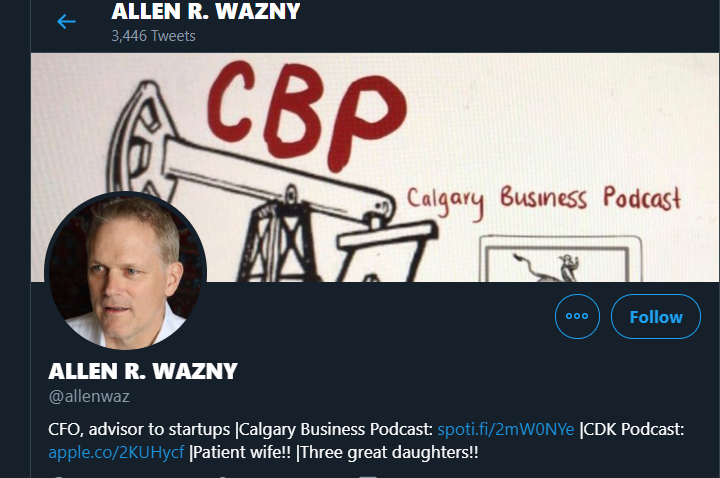 ALLEN R. WAZNY
3,446 Tweets
CBP
Calgary Business Podcast
Follow
ALLEN R. WAZNY
@allenwaz
CFO, advisor to startups |Calgary Business Podcast: spoti.fi/2mW0NYe |CDK Podcast:
apple.co/2KUHycf |Patient wife!! |Three great daughters!!